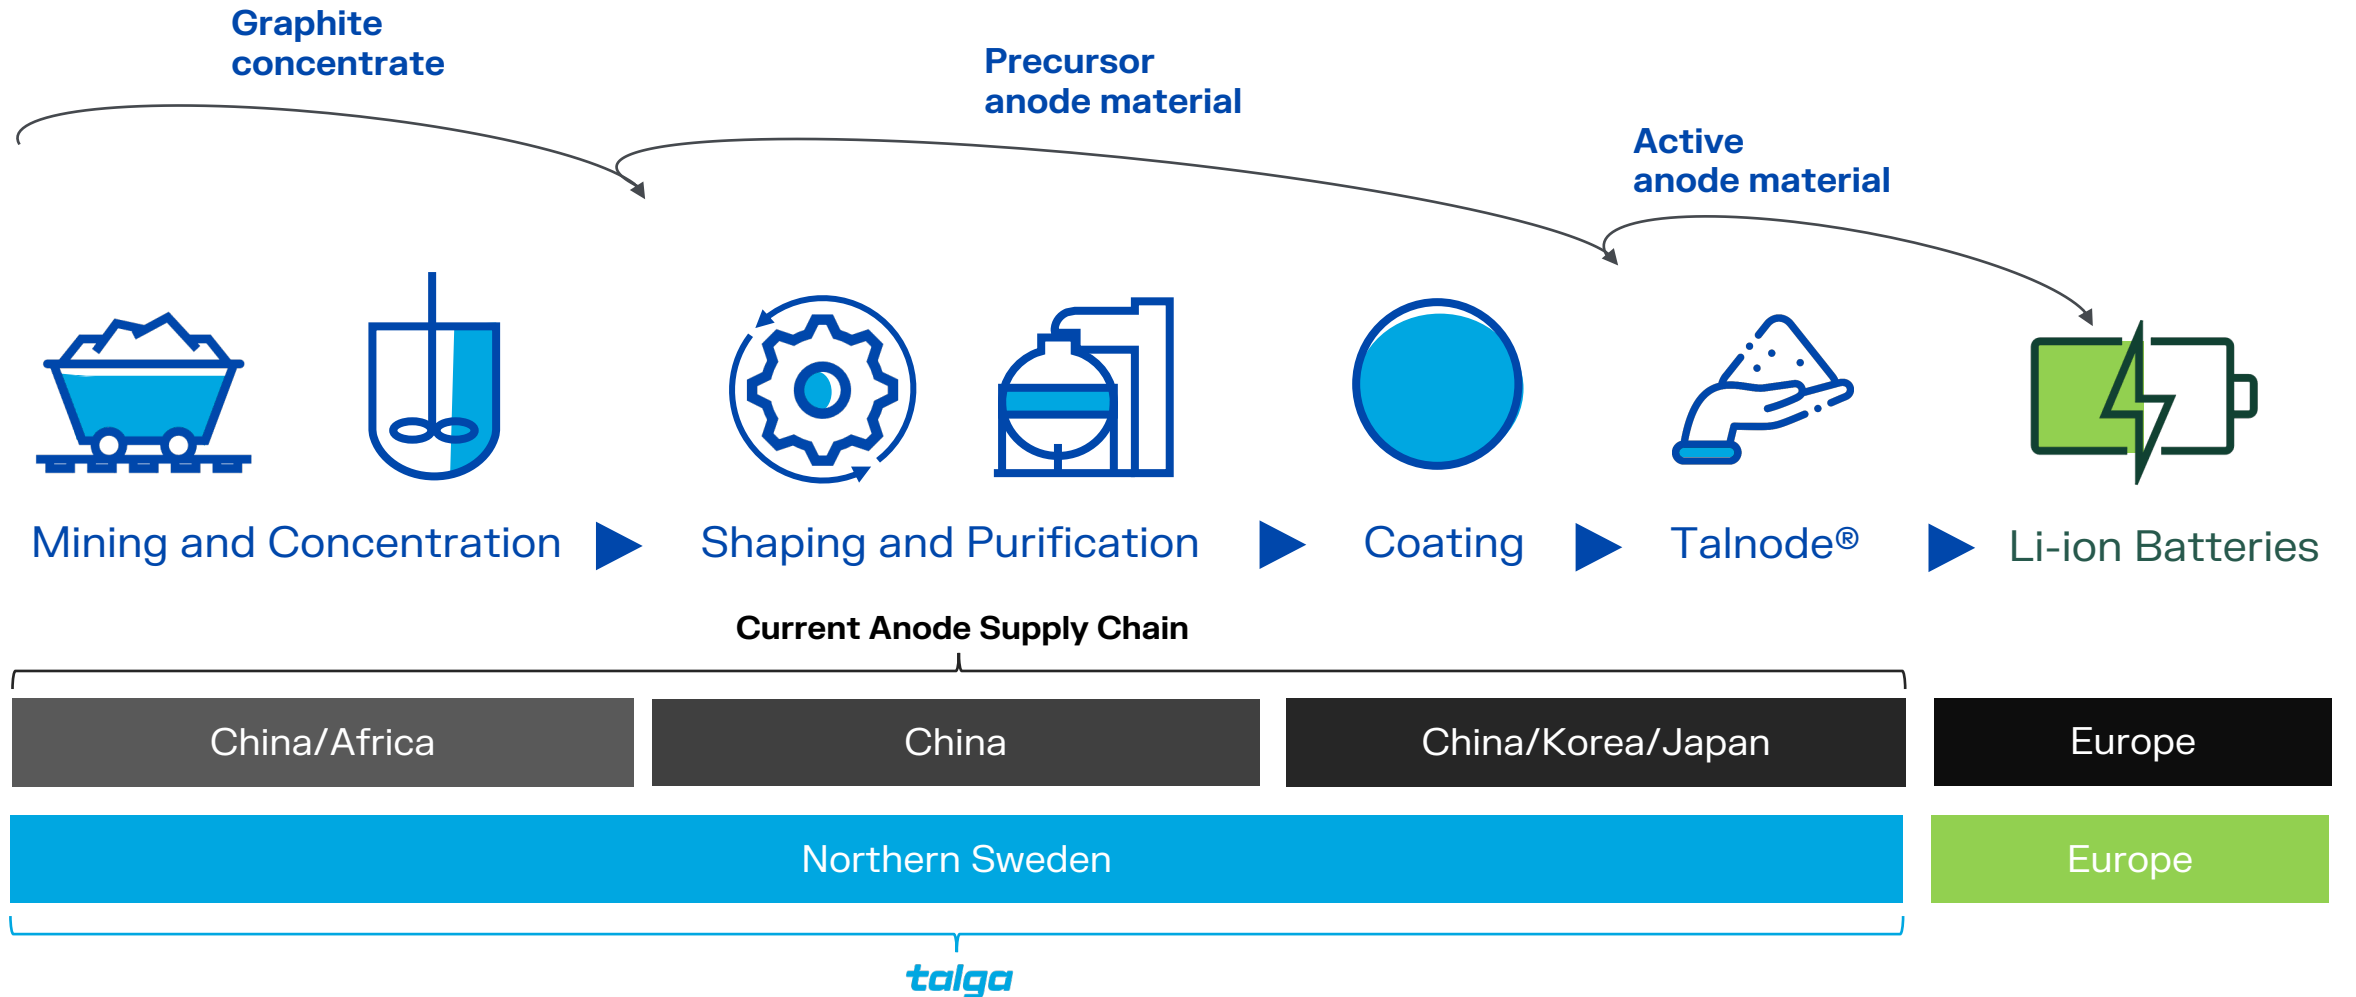 Graphite
concentrate
Precursor
anode material
Active
anode material
Mining and Concentration
Shaping and Purification
Coating
Talnode®
Li-ion Batteries
Current Anode Supply Chain
China/Africa
China
China/Korea/Japan
Europe
Northern Sweden
Europe
talga